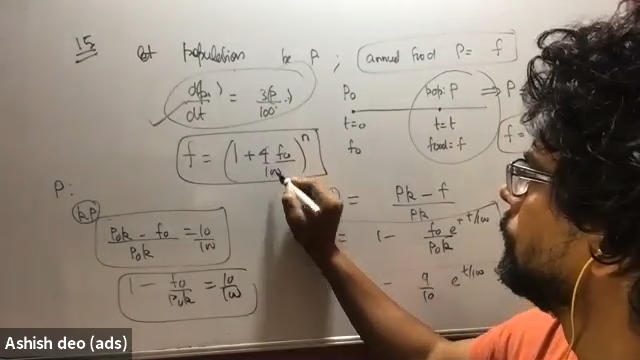 15 let population be P ; annual food P = f
d(P) / dt = 3P / 100
P₀ pop: P ⇒ P
t=0 t=t
f₀ food=f f=
f = (1 + 4 f₀ / 100)ⁿ
P:
kP = Pk − f / Pk
P₀k − f₀ / P₀k = 10 / 100
= 1 − f₀ e^t/100 / P₀k
1 − f₀ / P₀k = 10 / 100
− 9 / 10 e^t/100
Ashish deo (ads)